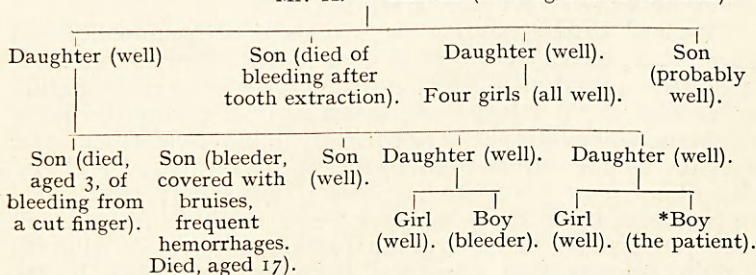 Daughter (well) Son (died of Daughter (well). Son
bleeding after (probably
tooth extraction). Four girls (all well). well).
Son (died, Son (bleeder, Son Daughter (well). Daughter (well).
aged 3, of covered with (well).
bleeding from bruises, Girl Boy Girl *Boy
a cut finger). frequent (well). (bleeder). (well). (the patient).
hemorrhages.
Died, aged 17).